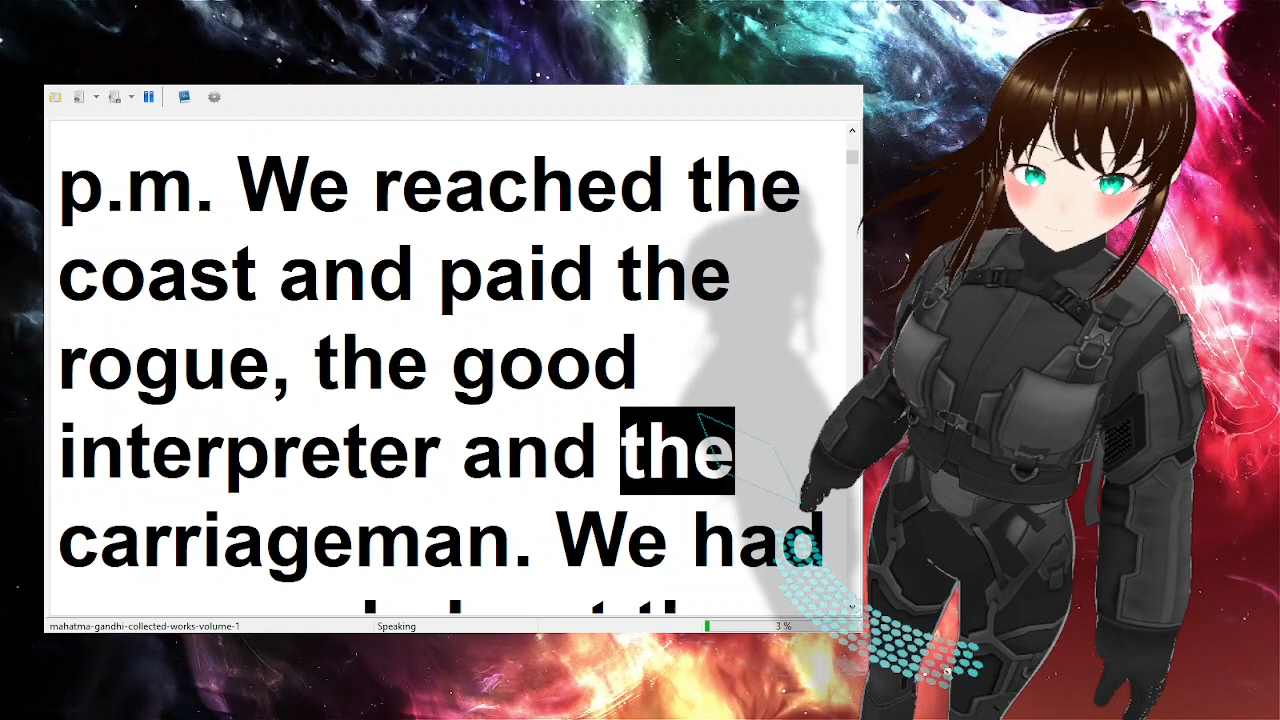 p.m. We reached the
coast and paid the
rogue, the good
interpreter and the
carriageman. We had
mahatma-gandhi-collected-works-volume-1
Speaking
3 %